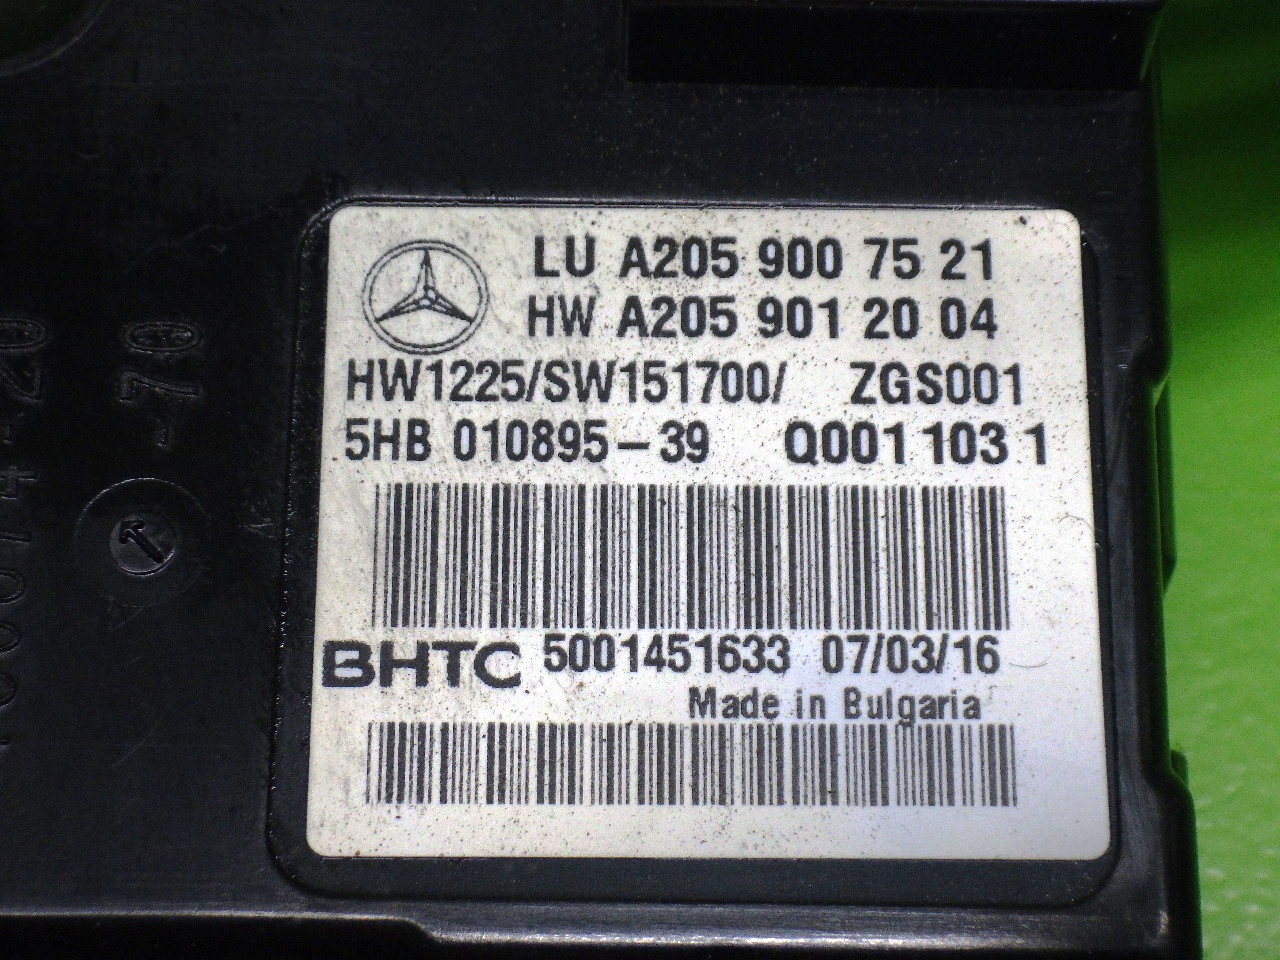 LU A205 900 75 21
HW A205 901 20 04
HW1225/SW151700/ ZGS001
5HB 010895-39 Q001 103 1
BHTC 5001451633 07/03/16
Made in Bulgaria
-70